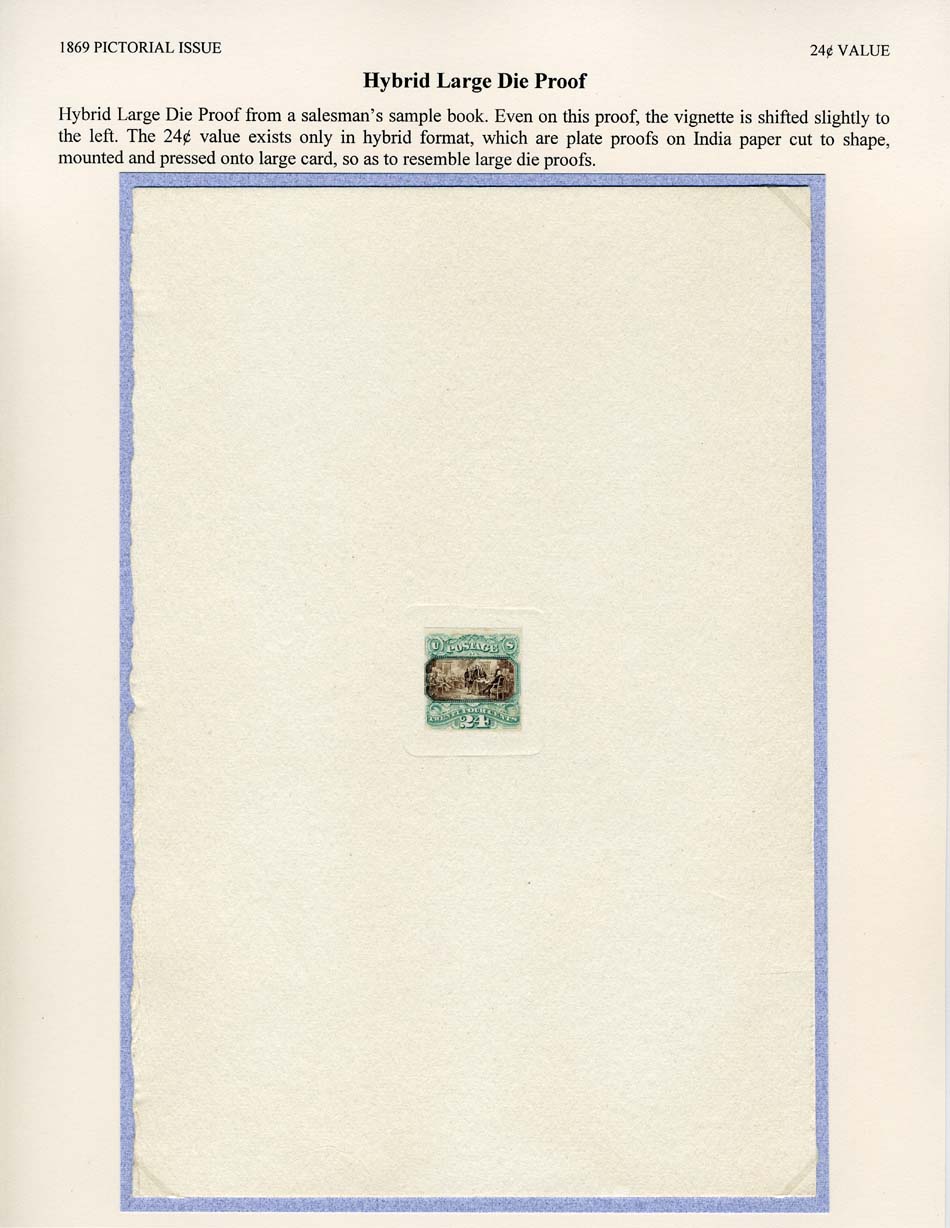 1869 PICTORIAL ISSUE
24¢ VALUE
Hybrid Large Die Proof
Hybrid Large Die Proof from a salesman's sample book. Even on this proof, the vignette is shifted slightly to
the left. The 24¢ value exists only in hybrid format, which are plate proofs on India paper cut to shape,
mounted and pressed onto large card, so as to resemble large die proofs.
U POSTAGE S
TWENTY FOUR CENTS
24